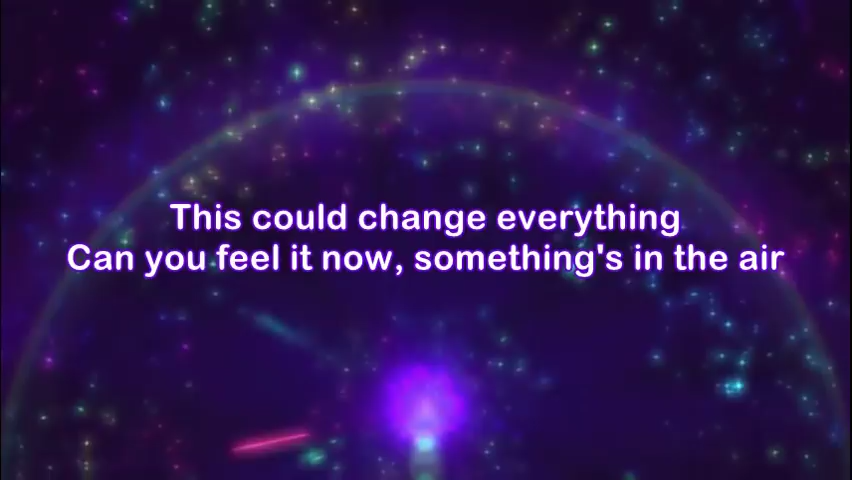 This could change everything
Can you feel it now, something's in the air